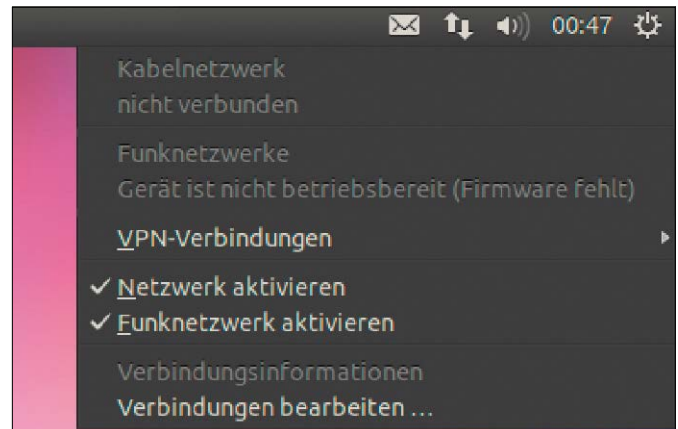 00:47
Kabelnetzwerk
nicht verbunden
Funknetzwerke
Gerät ist nicht betriebsbereit (Firmware fehlt)
VPN-Verbindungen
Netzwerk aktivieren
Funknetzwerk aktivieren
Verbindungsinformationen
Verbindungen bearbeiten ...